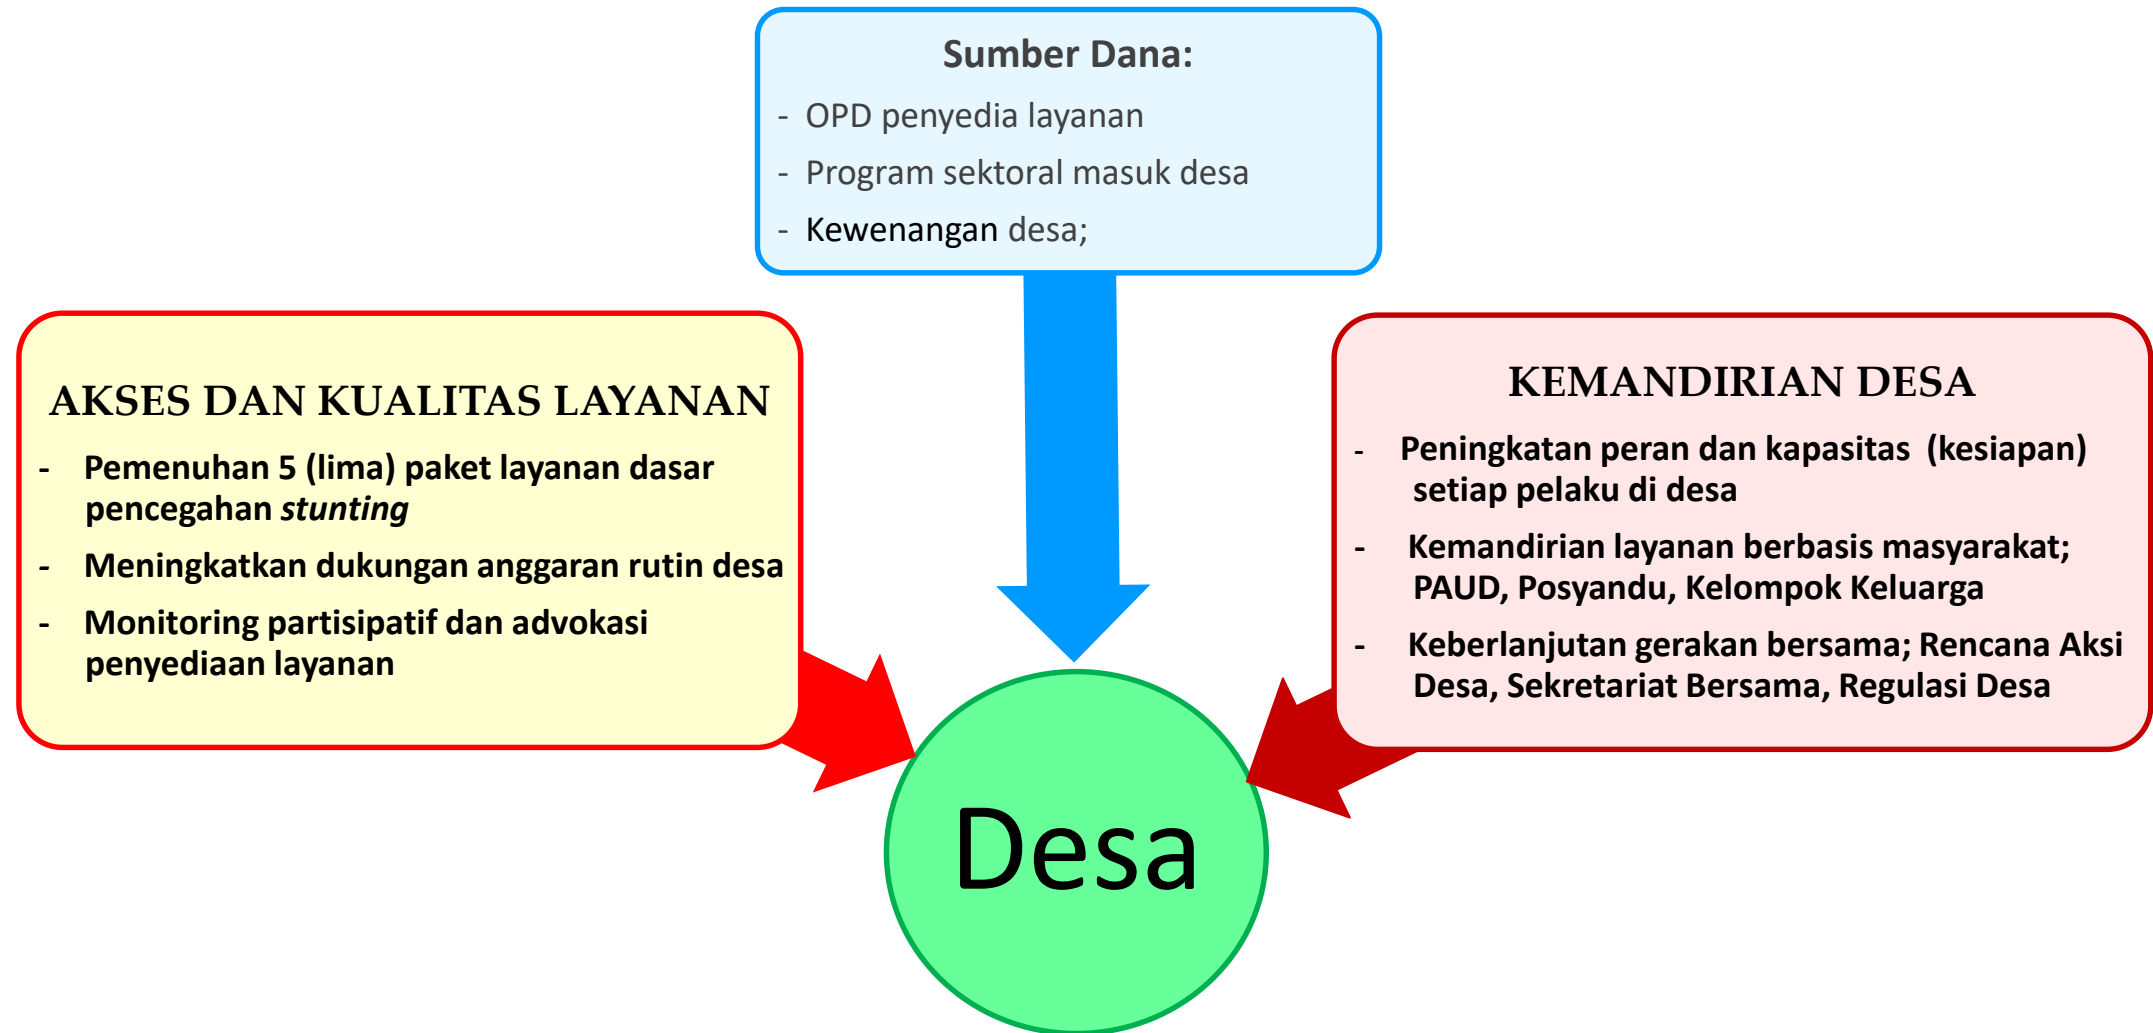 Sumber Dana:
- OPD penyedia layanan
- Program sektoral masuk desa
- Kewenangan desa;
AKSES DAN KUALITAS LAYANAN
- Pemenuhan 5 (lima) paket layanan dasar
pencegahan stunting
- Meningkatkan dukungan anggaran rutin desa
- Monitoring partisipatif dan advokasi
penyediaan layanan
KEMANDIRIAN DESA
- Peningkatan peran dan kapasitas (kesiapan)
setiap pelaku di desa
- Kemandirian layanan berbasis masyarakat;
PAUD, Posyandu, Kelompok Keluarga
- Keberlanjutan gerakan bersama; Rencana Aksi
Desa, Sekretariat Bersama, Regulasi Desa
Desa